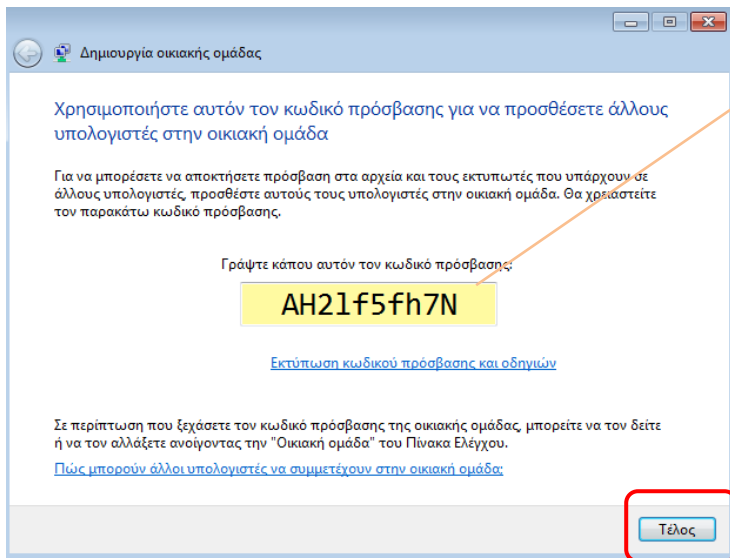 Δημιουργία οικιακής ομάδας
Χρησιμοποιήστε αυτόν τον κωδικό πρόσβασης για να προσθέσετε άλλους
υπολογιστές στην οικιακή ομάδα
Για να μπορέσετε να αποκτήσετε πρόσβαση στα αρχεία και τους εκτυπωτές που υπάρχουν σε
άλλους υπολογιστές, προσθέστε αυτούς τους υπολογιστές στην οικιακή ομάδα. Θα χρειαστείτε
τον παρακάτω κωδικό πρόσβασης.
Γράψτε κάπου αυτόν τον κωδικό πρόσβασης:
AH2lf5fh7N
Εκτύπωση κωδικού πρόσβασης και οδηγιών
Σε περίπτωση που ξεχάσετε τον κωδικό πρόσβασης της οικιακής ομάδας, μπορείτε να τον δείτε
ή να τον αλλάξετε ανοίγοντας την "Οικιακή ομάδα" του Πίνακα Ελέγχου.
Πώς μπορούν άλλοι υπολογιστές να συμμετέχουν στην οικιακή ομάδα;
Τέλος